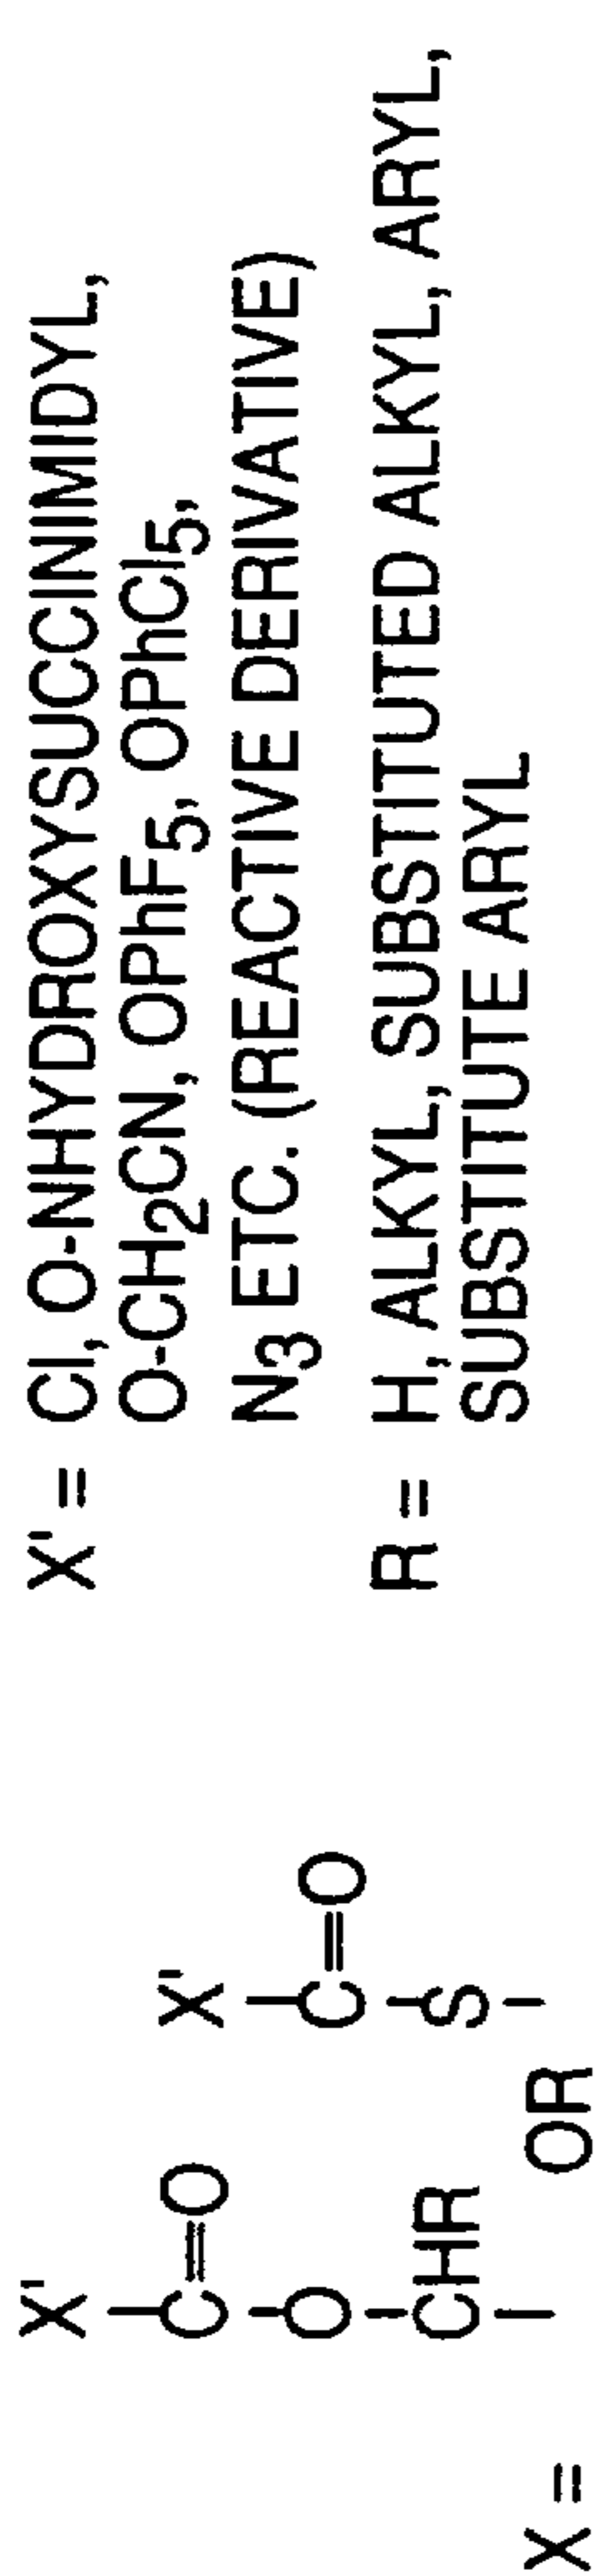 X'
C=O
O
CHR
X =
OR
X'
C=O
S
X' = Cl, O-NHYDROXYSUCCINIMIDYL,
O-CH2CN, OPhF5, OPhCl5,
N3 ETC. (REACTIVE DERIVATIVE)
R = H, ALKYL, SUBSTITUTED ALKYL, ARYL,
SUBSTITUTE ARYL